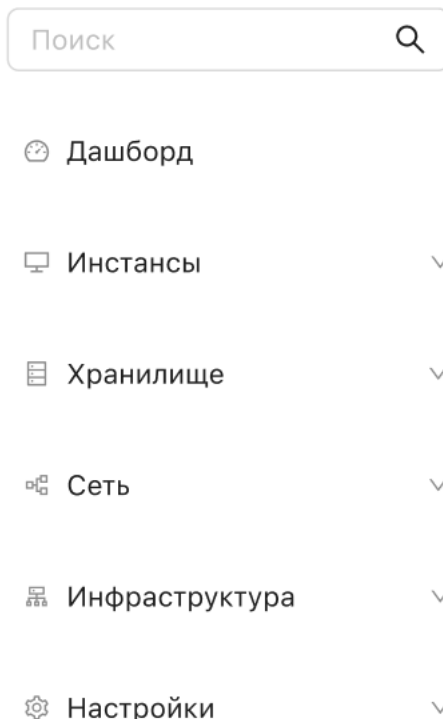 Поиск
Дашборд
Инстансы
Хранилище
Сеть
Инфраструктура
Настройки